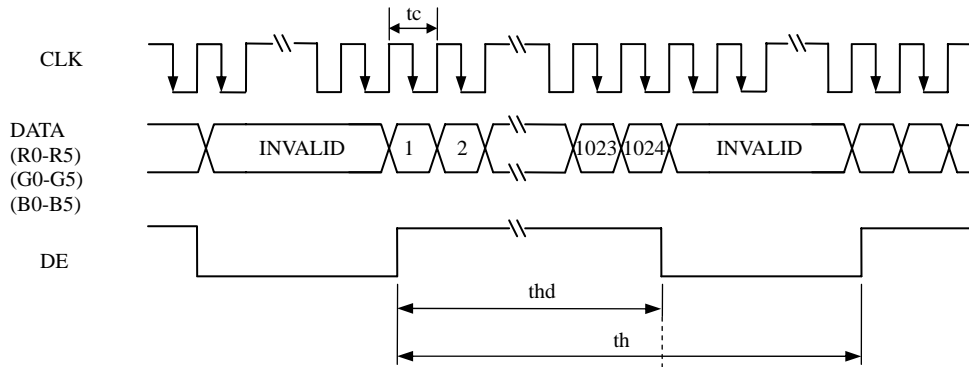 tc
CLK
DATA
(R0-R5)
(G0-G5)
(B0-B5)
INVALID 1 2 1023 1024 INVALID
DE
thd
th